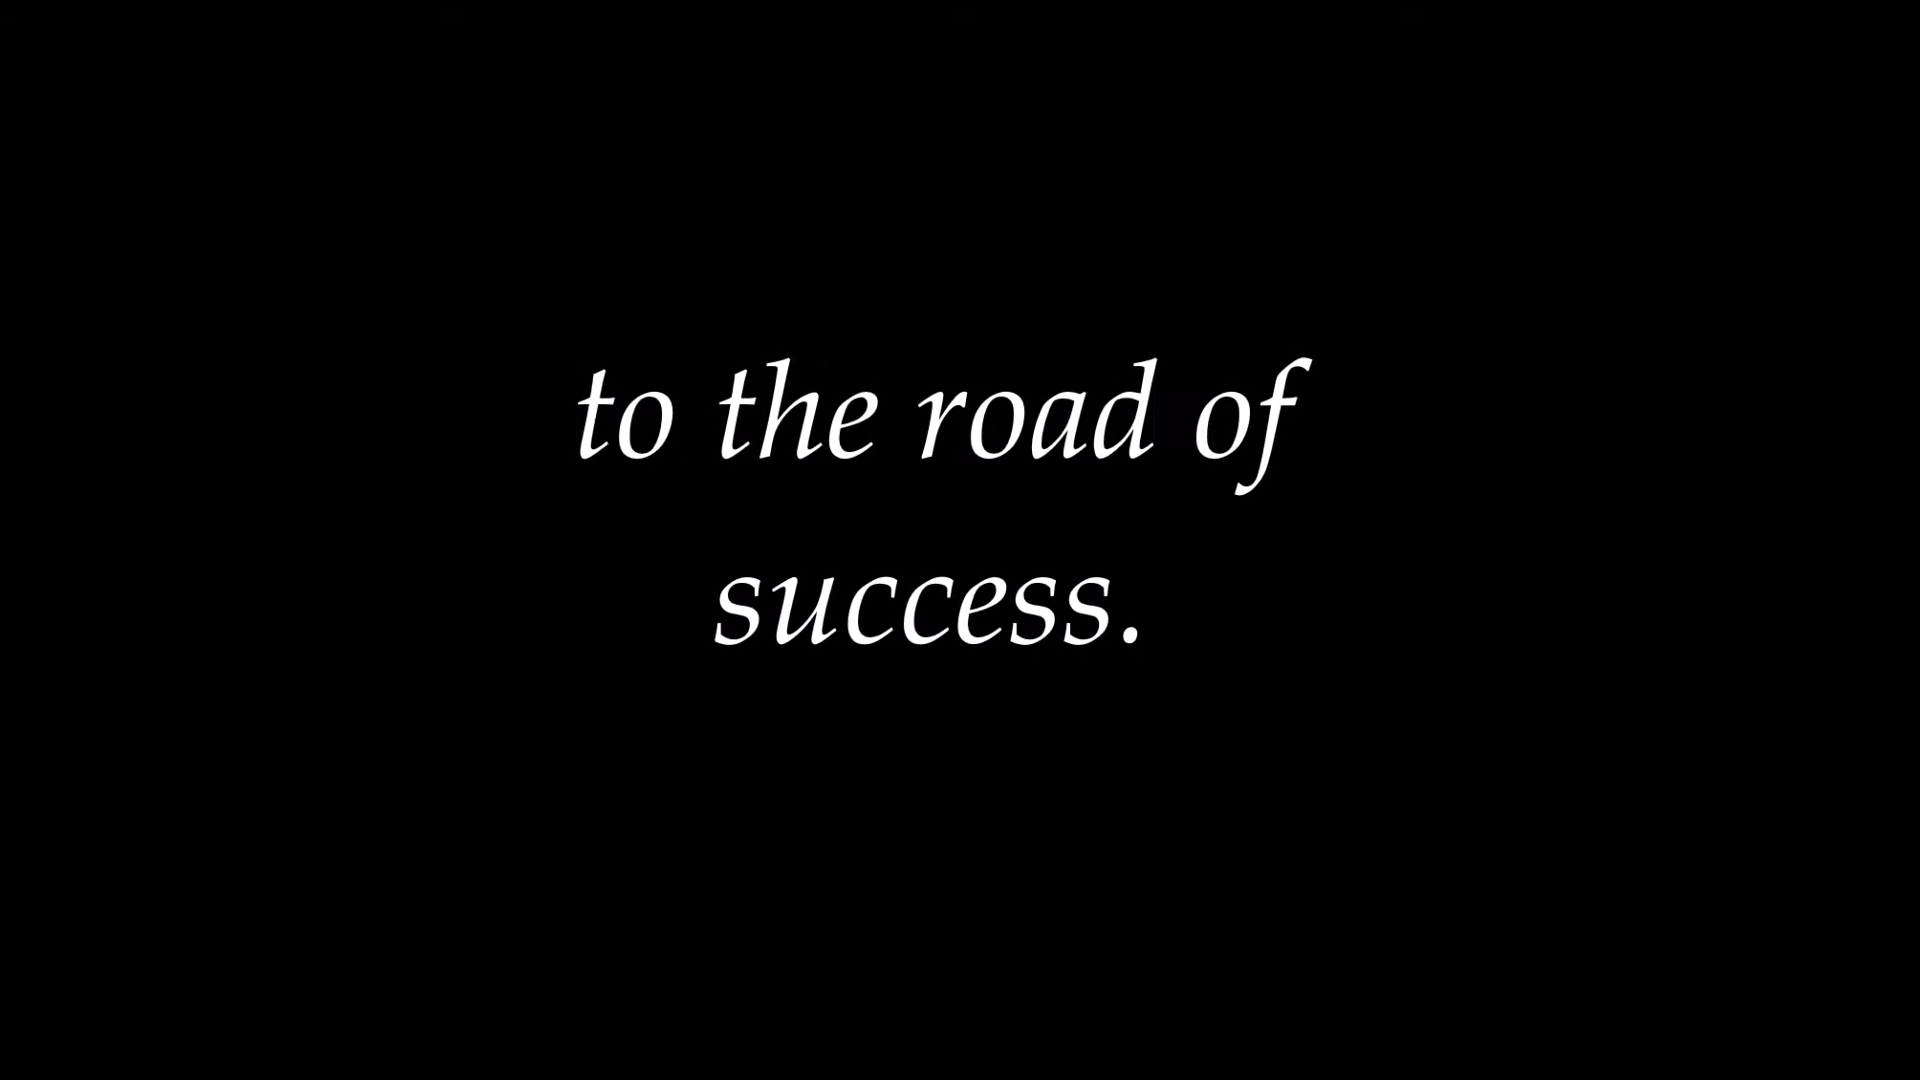 to the road of
success.